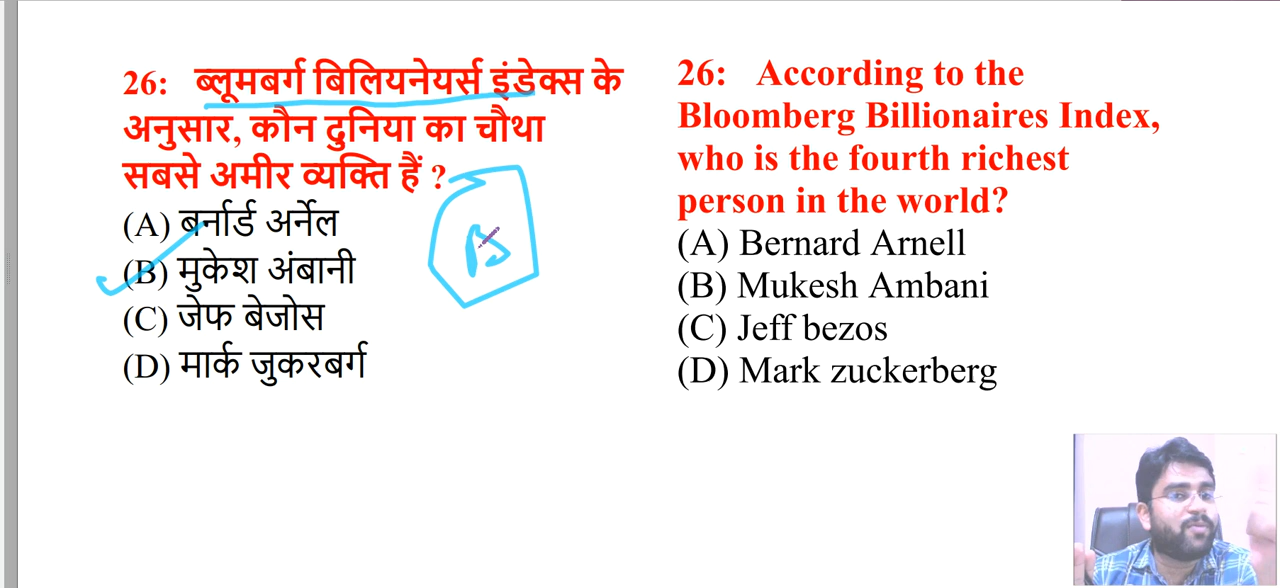 26: ब्लूमबर्ग बिलियनेयर्स इंडेक्स के
अनुसार, कौन दुनिया का चौथा
सबसे अमीर व्यक्ति हैं ?
(A) बर्नार्ड अर्नेल
(B) मुकेश अंबानी
(C) जेफ बेजोस
(D) मार्क जुकरबर्ग
B
26: According to the
Bloomberg Billionaires Index,
who is the fourth richest
person in the world?
(A) Bernard Arnell
(B) Mukesh Ambani
(C) Jeff bezos
(D) Mark zuckerberg